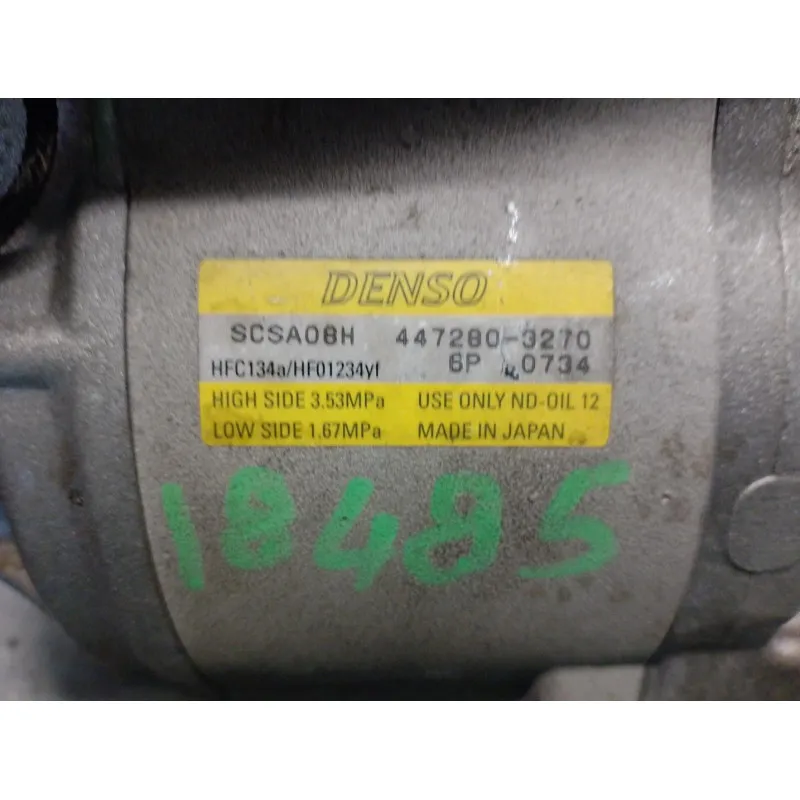 DENSO
SCSA08H 447280-3270
HFC134a/HFO1234yf 6P 0734
HIGH SIDE 3.53MPa USE ONLY ND-OIL 12
LOW SIDE 1.67MPa MADE IN JAPAN
18485